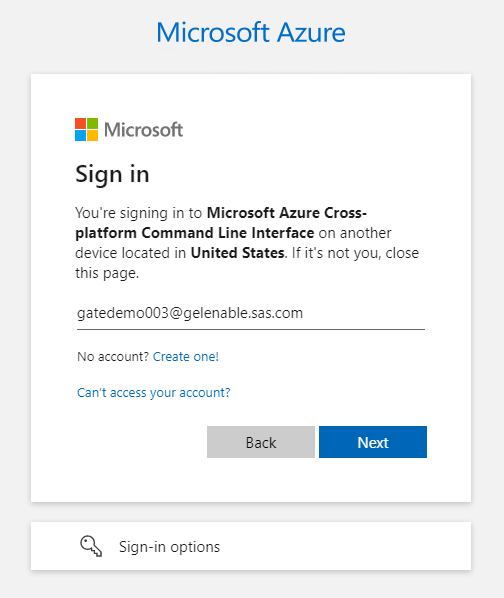 Microsoft Azure
Microsoft
Sign in
You're signing in to Microsoft Azure Cross-
platform Command Line Interface on another
device located in United States. If it's not you, close
this page.
gatedemo003@gelenable.sas.com
No account? Create one!
Can't access your account?
Back
Next
Sign-in options